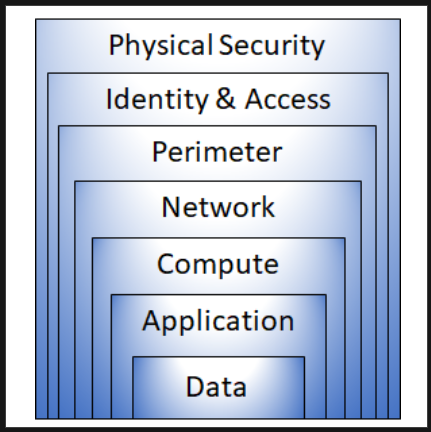 Physical Security
Identity & Access
Perimeter
Network
Compute
Application
Data